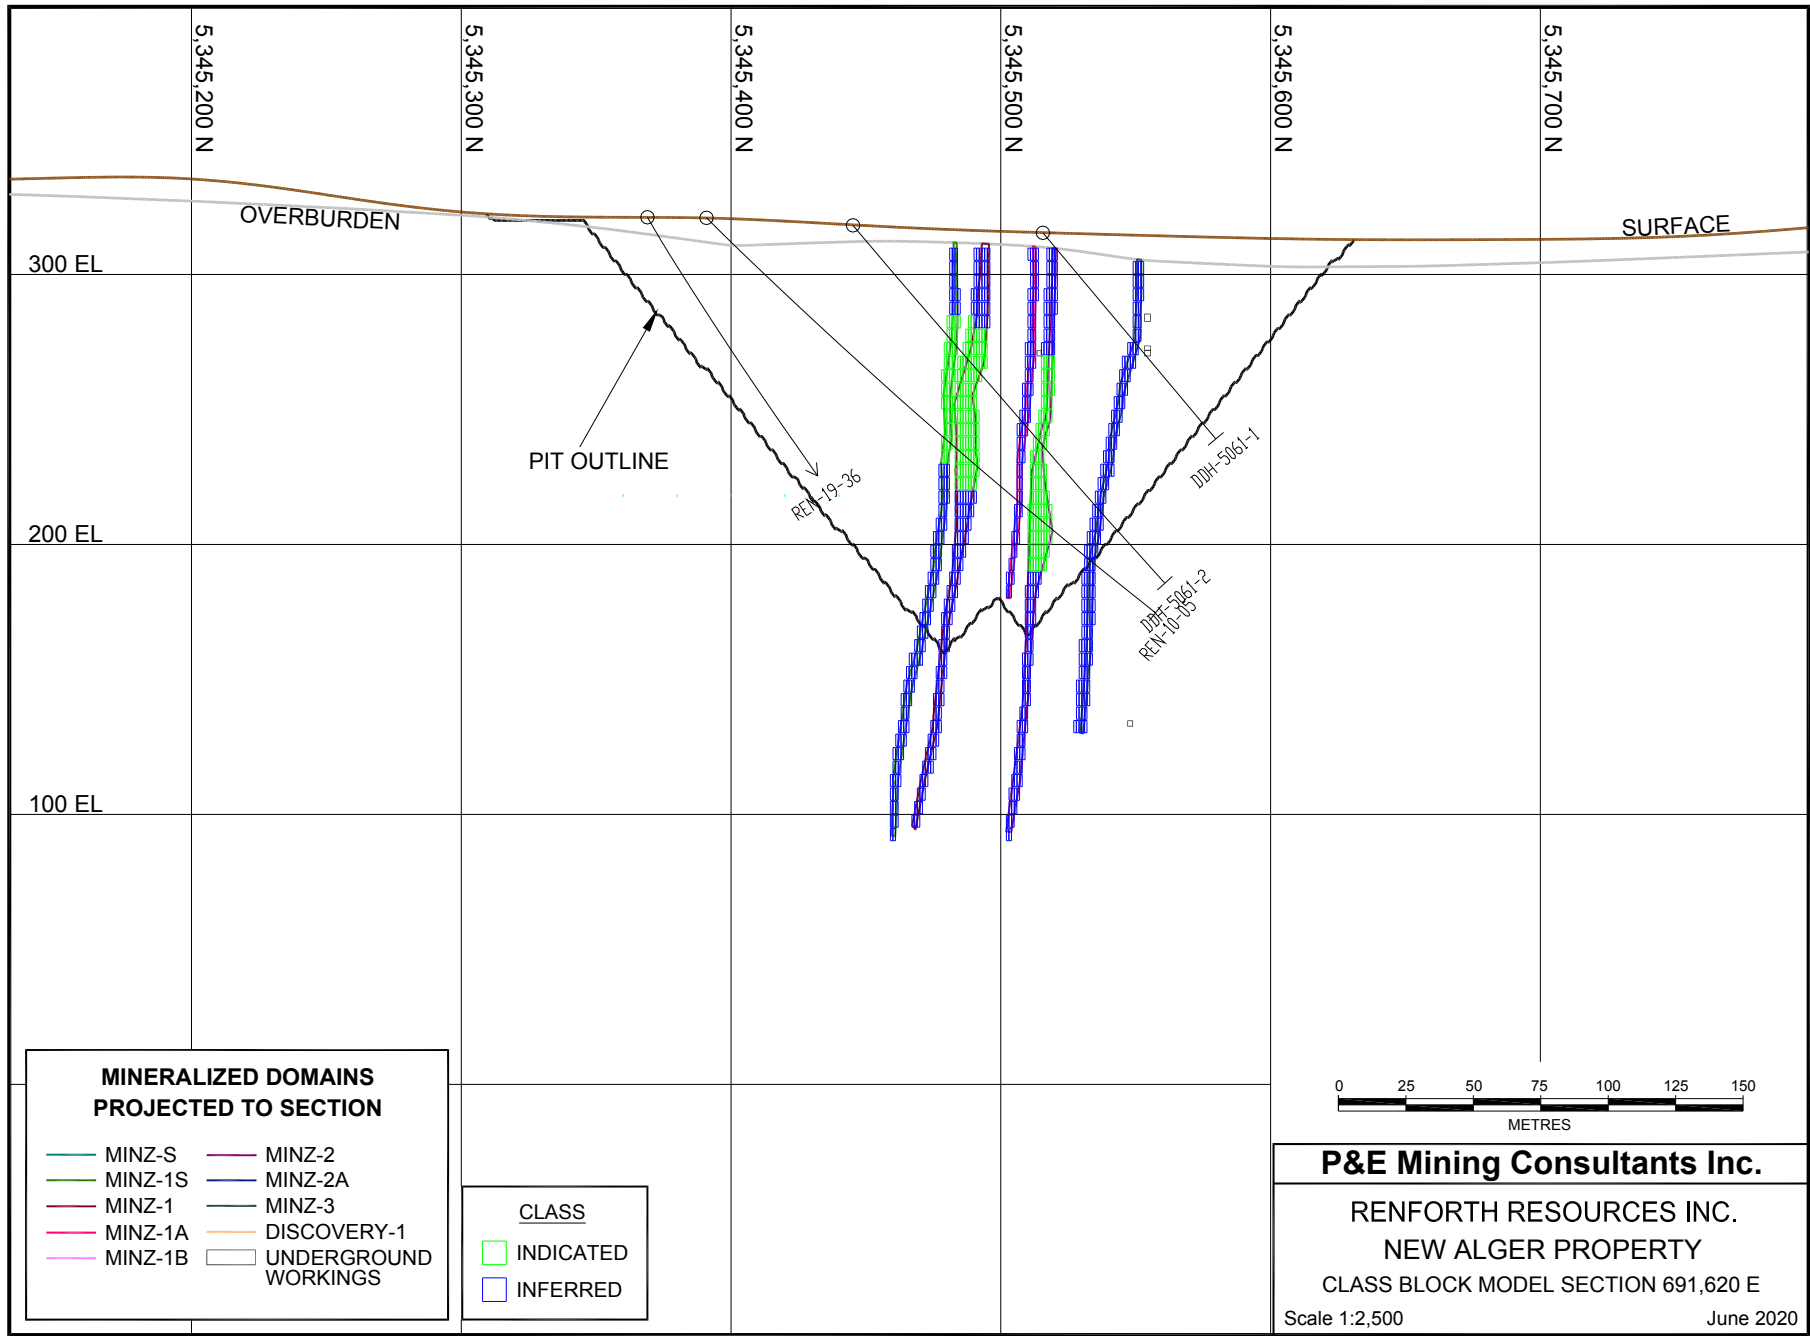 5,345,200 N
5,345,300 N
5,345,400 N
5,345,500 N
5,345,600 N
5,345,700 N
OVERBURDEN
SURFACE
300 EL
PIT OUTLINE
DDH-5061-1
REN-19-36
200 EL
DDH-5061-2
REN-10-05
100 EL
MINERALIZED DOMAINS
PROJECTED TO SECTION
MINZ-S
MINZ-1S
MINZ-1
MINZ-1A
MINZ-1B
MINZ-2
MINZ-2A
MINZ-3
DISCOVERY-1
UNDERGROUND
WORKINGS
CLASS
INDICATED
INFERRED
0 25 50 75 100 125 150
METRES
P&E Mining Consultants Inc.
RENFORTH RESOURCES INC.
NEW ALGER PROPERTY
CLASS BLOCK MODEL SECTION 691,620 E
Scale 1:2,500 June 2020